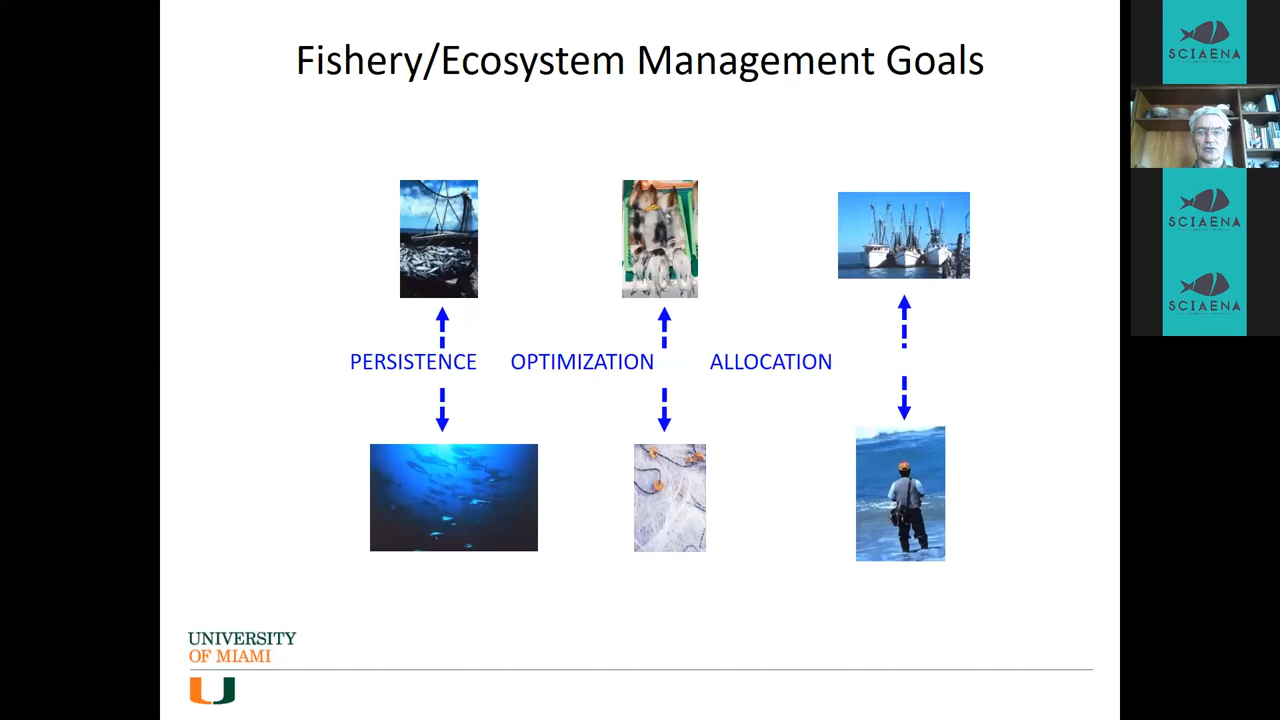 Fishery/Ecosystem Management Goals
PERSISTENCE OPTIMIZATION ALLOCATION
UNIVERSITY
OF MIAMI
SCIAENA
SCIAENA
SCIAENA